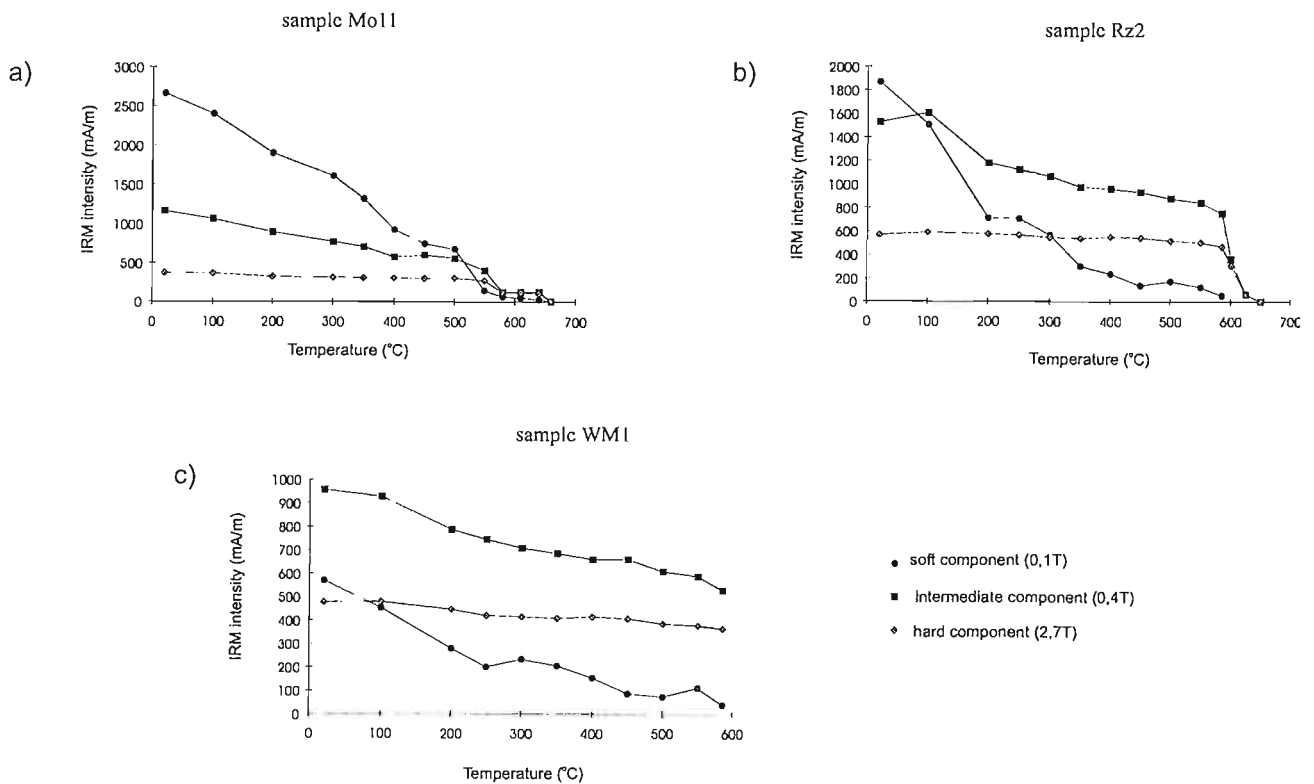 sample Mo11
a)
IRM intensity (mA/m)
3000
2500
2000
1500
1000
500
0
0 100 200 300 400 500 600 700
Temperature (°C)
sample Rz2
b)
IRM intensity (mA/m)
2000
1800
1600
1400
1200
1000
800
600
400
200
0
0 100 200 300 400 500 600 700
Temperature (°C)
sample WM1
c)
IRM intensity (mA/m)
1000
900
800
700
600
500
400
300
200
100
0
0 100 200 300 400 500 600
Temperature (°C)
soft component (0,1T)
Intermediate component (0,4T)
hard component (2,7T)